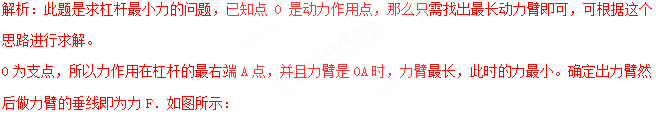 解析：此题是求杠杆最小力的问题，已知点 O 是动力作用点，那么只需找出最长动力臂即可，可根据这个
思路进行求解。
O 为支点，所以力作用在杠杆的最右端 A 点，并且力臂是 OA 时，力臂最长，此时的力最小。确定出力臂然
后做力臂的垂线即为力 F．如图所示：